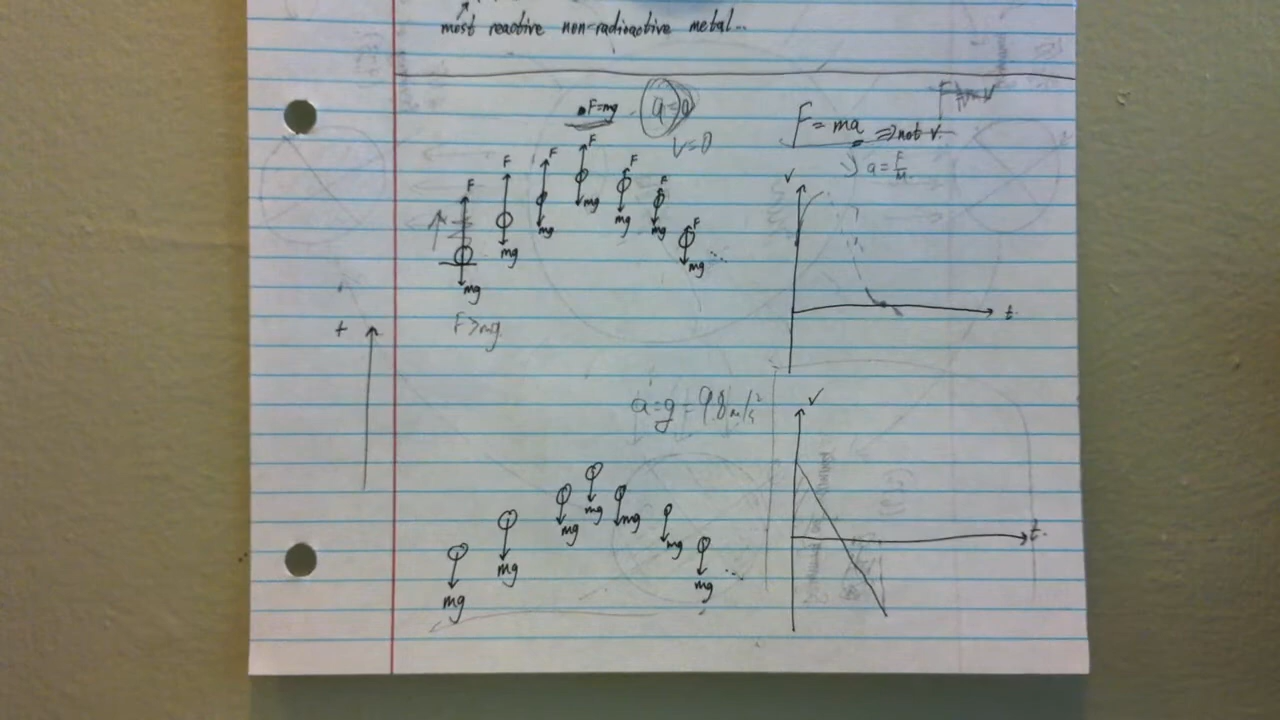 most reactive non-radioactive metal...
F=mg
a=0
v=0
F=ma ⇒ not v.
a=F/M.
v
t
F
mg
F
mg
F
mg
F
mg
F
mg
F
mg
F
mg
...
F>mg
+
a=g=9.8m/s²
v
t
mg
mg
mg
mg
mg
mg
mg
...